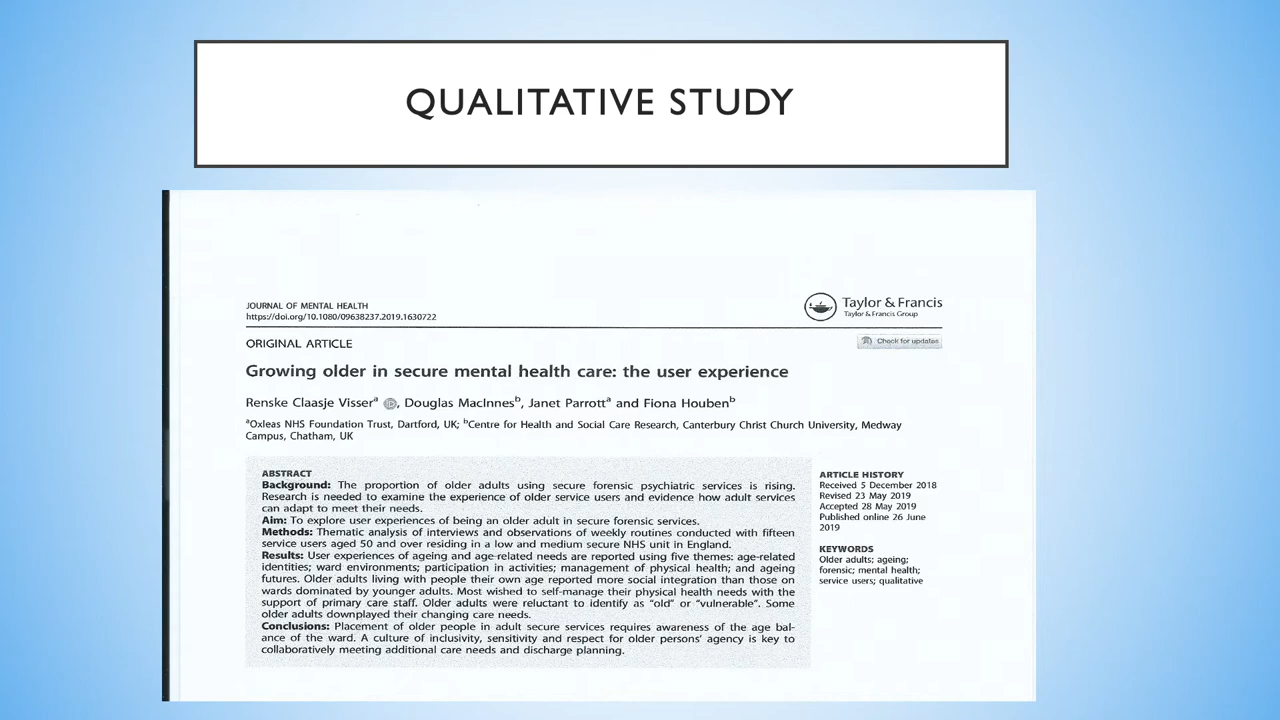 QUALITATIVE STUDY
JOURNAL OF MENTAL HEALTH
https://doi.org/10.1080/09638237.2019.1630722
Taylor & Francis
Taylor & Francis Group
ORIGINAL ARTICLE
Check for updates
Growing older in secure mental health care: the user experience
Renske Claasje Visserᵃ, Douglas MacInnesᵇ, Janet Parrottᵃ and Fiona Houbenᵇ
ᵃOxleas NHS Foundation Trust, Dartford, UK; ᵇCentre for Health and Social Care Research, Canterbury Christ Church University, Medway
Campus, Chatham, UK
ABSTRACT
Background: The proportion of older adults using secure forensic psychiatric services is rising.
Research is needed to examine the experience of older service users and evidence how adult services
can adapt to meet their needs.
Aim: To explore user experiences of being an older adult in secure forensic services.
Methods: Thematic analysis of interviews and observations of weekly routines conducted with fifteen
service users aged 50 and over residing in a low and medium secure NHS unit in England.
Results: User experiences of ageing and age-related needs are reported using five themes: age-related
identities; ward environments; participation in activities; management of physical health; and ageing
futures. Older adults living with people their own age reported more social integration than those on
wards dominated by younger adults. Most wished to self-manage their physical health needs with the
support of primary care staff. Older adults were reluctant to identify as “old” or “vulnerable”. Some
older adults downplayed their changing care needs.
Conclusions: Placement of older people in adult secure services requires awareness of the age bal-
ance of the ward. A culture of inclusivity, sensitivity and respect for older persons’ agency is key to
collaboratively meeting additional care needs and discharge planning.
ARTICLE HISTORY
Received 5 December 2018
Revised 23 May 2019
Accepted 28 May 2019
Published online 26 June
2019
KEYWORDS
Older adults; ageing;
forensic; mental health;
service users; qualitative